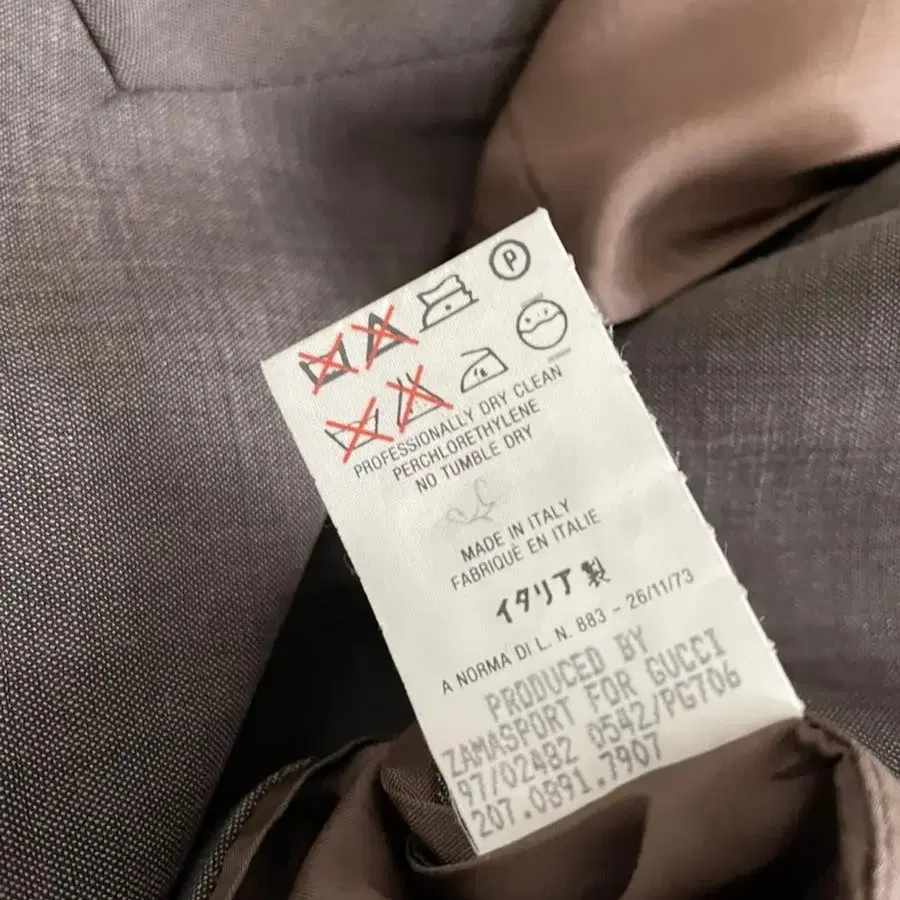 P
PROFESSIONALLY DRY CLEAN
PERCHLORETHYLENE
NO TUMBLE DRY
MADE IN ITALY
FABRIQUÉ EN ITALIE
イタリア製
A NORMA DI L. N. 883 - 26/11/73
PRODUCED BY
ZAMASPORT FOR GUCCI
97/02482 0542/PG706
207.0891.7907